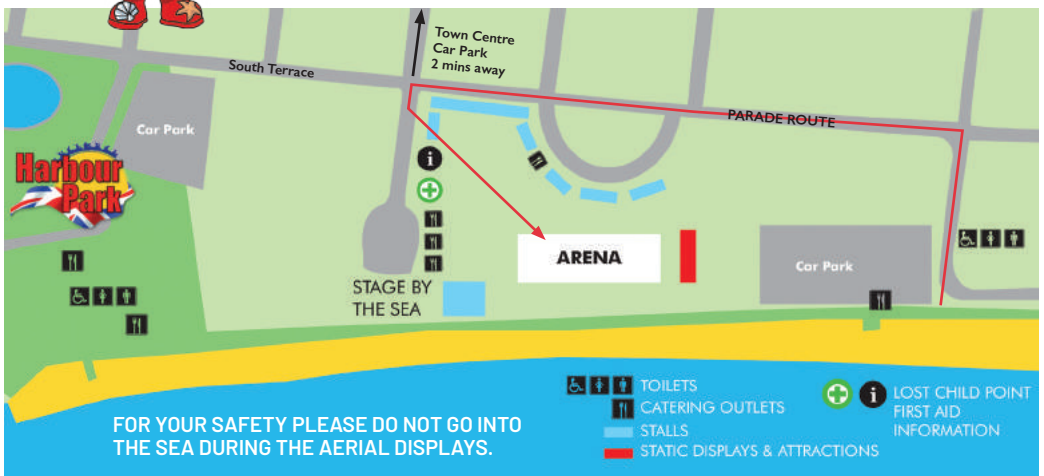 Town Centre
Car Park
2 mins away
South Terrace
PARADE ROUTE
Car Park
Harbour
Park
i
ARENA
Car Park
STAGE BY
THE SEA
FOR YOUR SAFETY PLEASE DO NOT GO INTO
THE SEA DURING THE AERIAL DISPLAYS.
TOILETS
CATERING OUTLETS
STALLS
STATIC DISPLAYS & ATTRACTIONS
i
LOST CHILD POINT
FIRST AID
INFORMATION